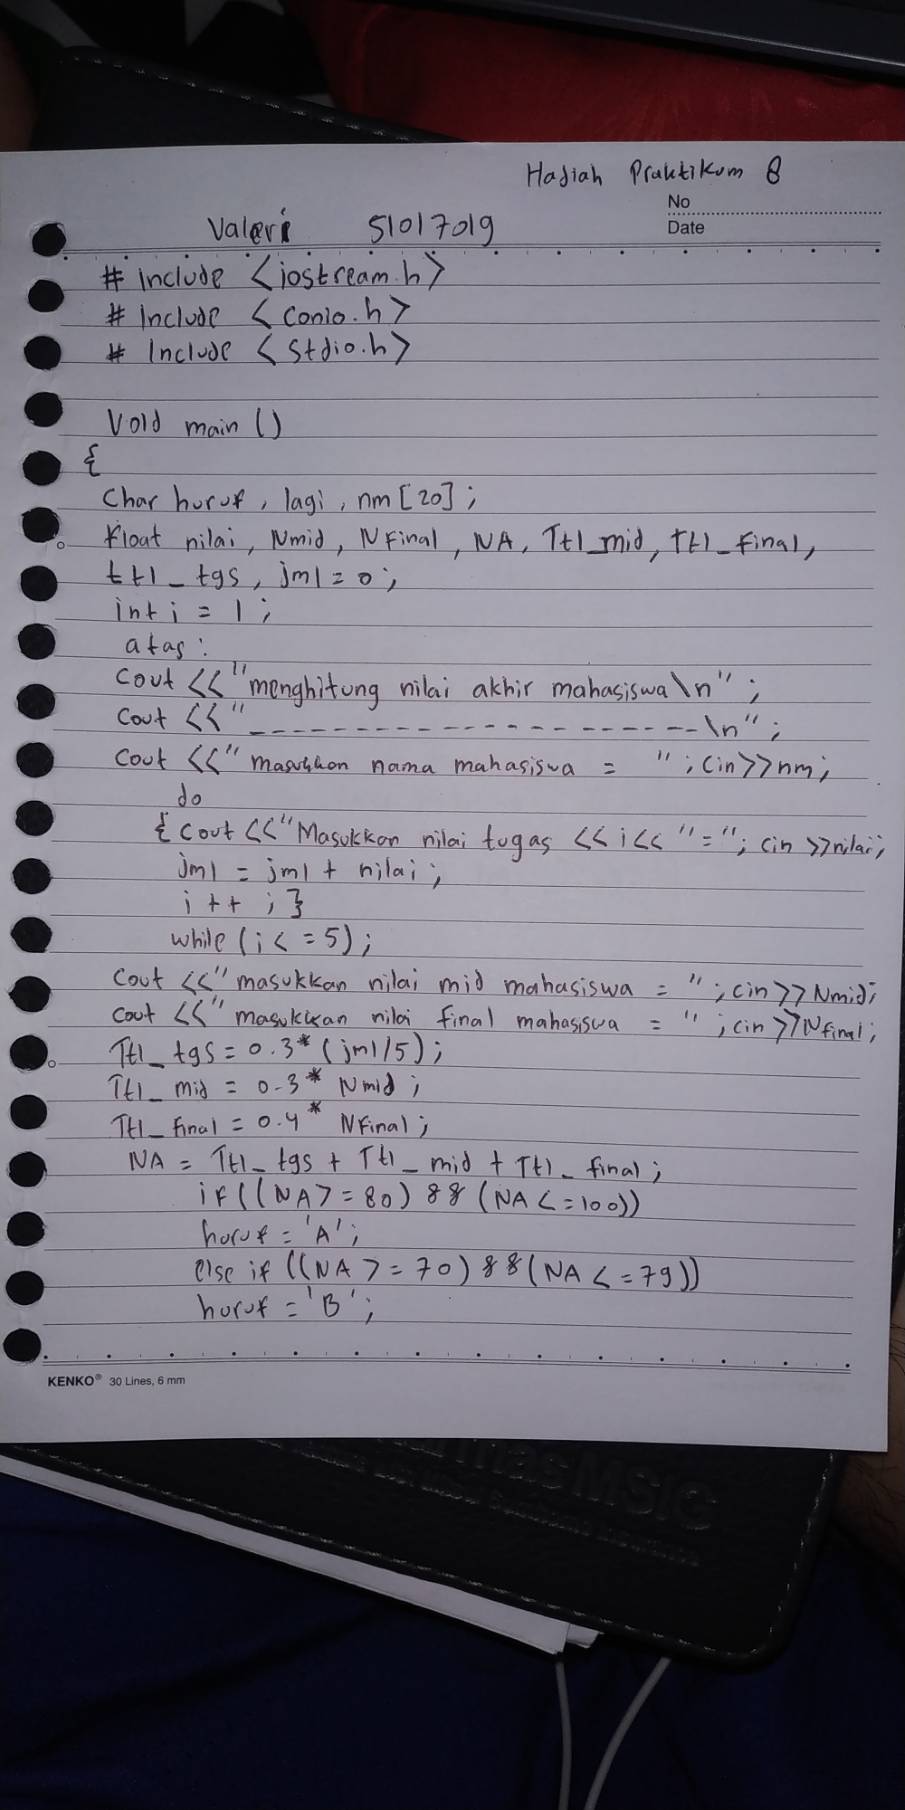 Hadiah Praktikum 8
No
Valeri 51017019
Date
# Include <iostream.h>
# Include <conio.h>
# Include <stdio.h>
Void main ()
{
Char huruf, lagi, nm [20];
Float nilai, Nmid, NFinal, NA, Ttl_mid, Ttl_final,
ttl_tgs, jml = 0;
int i = 1;
atas:
Cout <<"menghitung nilai akhir mahasiswa\n";
Cout <<"----------------------\n";
Cout <<" masukkan nama mahasiswa = "; Cin>>nm;
do
{ Cout <<"Masukkan nilai tugas <<i<< "="; Cin >>nilai;
jml = jml + nilai;
i ++ ; }
while (i < = 5);
Cout <<" masukkan nilai mid mahasiswa = "; cin>>Nmid;
Cout <<" masukkan nilai final mahasiswa = "; cin >>Nfinal;
Ttl_tgs = 0.3* (jml/5);
Ttl_mid = 0.3* Nmid;
Ttl_final = 0.4* NFinal;
NA = Ttl_tgs + Ttl_mid + Ttl_final;
if ((NA > = 80) && (NA < = 100))
huruf = 'A';
else if ((NA > = 70) && (NA < = 79))
huruf = 'B';
KENKO® 30 Lines, 6 mm